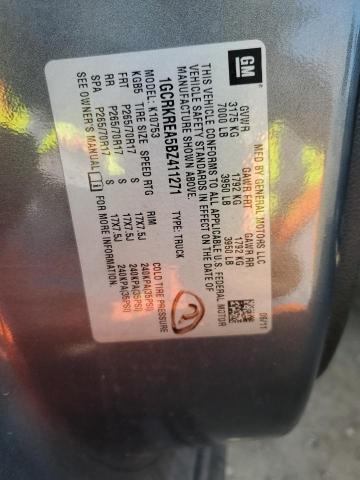 GM
MFD BY GENERAL MOTORS LLC 06/11
GVWR GAWR FRT GAWR RR
3175 KG 1792 KG 1792 KG
7000 LB 3950 LB 3950 LB
THIS VEHICLE CONFORMS TO ALL APPLICABLE U.S. FEDERAL MOTOR
VEHICLE SAFETY STANDARDS IN EFFECT ON THE DATE OF
MANUFACTURE SHOWN ABOVE.
1GCRKREA5BZ411271 TYPE: TRUCK
MODEL: K10753
KGB5 TIRE SIZE SPEED RTG RIM COLD TIRE PRESSURE
FRT P265/70R17 S 17X7.5J 240KPA(35PSI)
RR P265/70R17 S 17X7.5J 240KPA(35PSI)
SPA P265/70R17 S 17X7.5J 240KPA(35PSI)
SEE OWNER'S MANUAL FOR MORE INFORMATION.